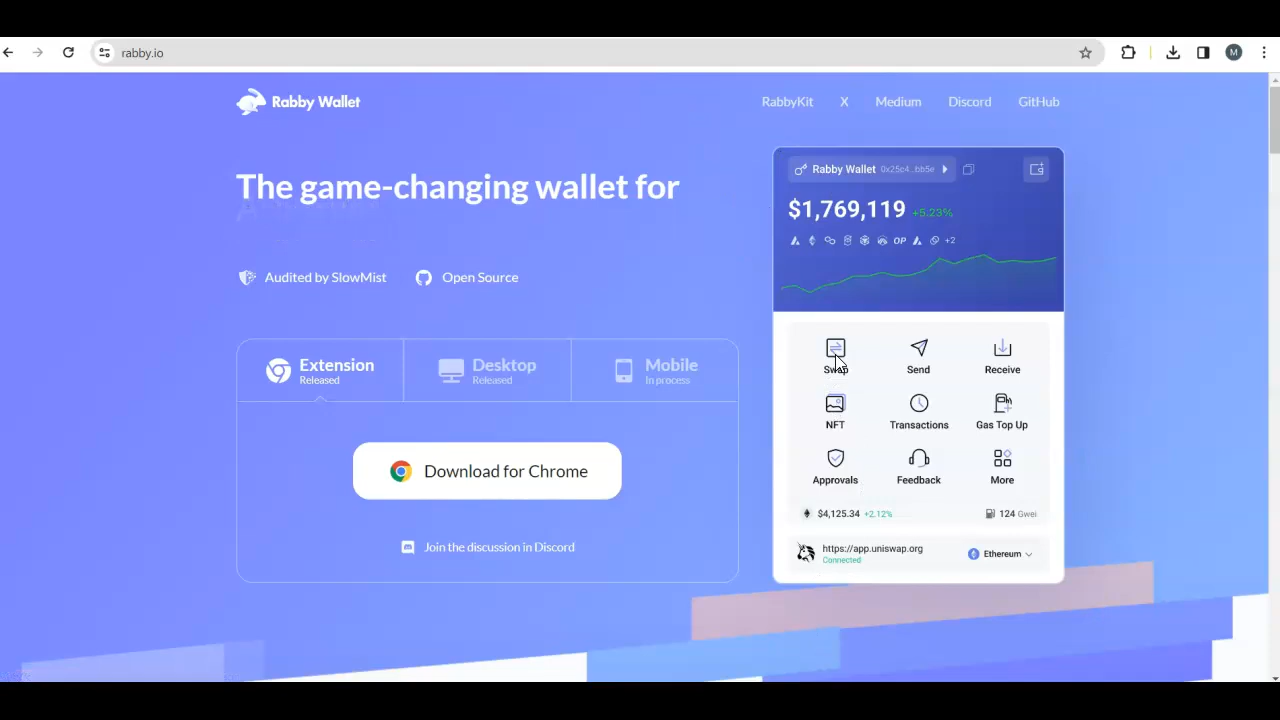 rabby.io
M
Rabby Wallet
RabbyKit X Medium Discord GitHub
The game-changing wallet for
Audited by SlowMist Open Source
Extension
Released
Desktop
Released
Mobile
In process
Download for Chrome
Join the discussion in Discord
Rabby Wallet 0x25c4...bb5e
$1,769,119 +5.23%
OP +2
Swap Send Receive
NFT Transactions Gas Top Up
Approvals Feedback More
$4,125.34 +2.12% 124 Gwei
https://app.uniswap.org
Connected
Ethereum